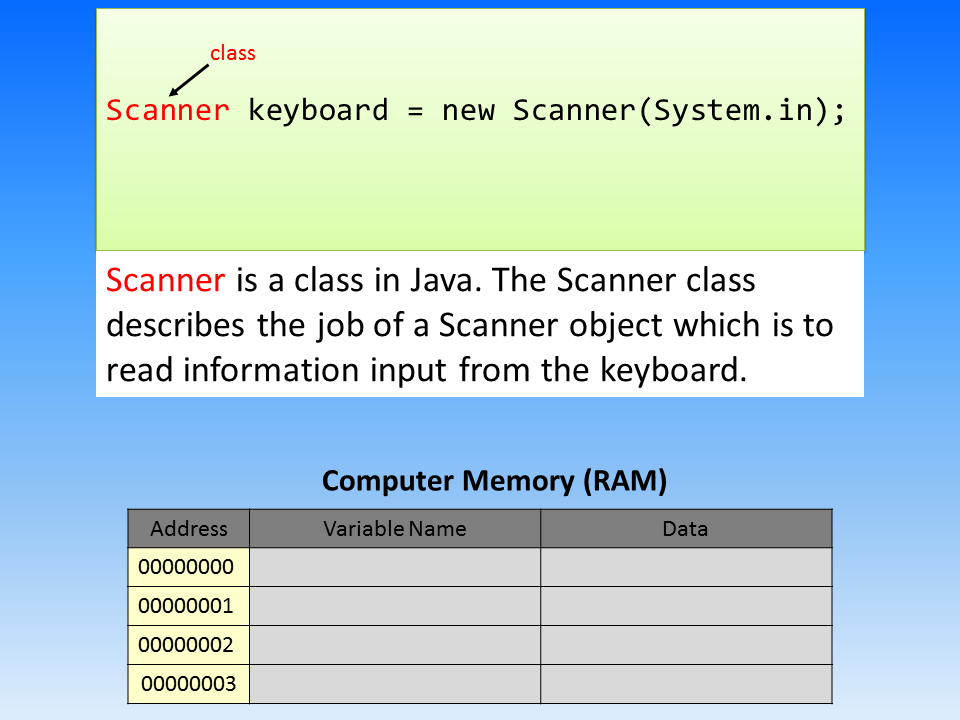 class
Scanner keyboard = new Scanner(System.in);
Scanner is a class in Java. The Scanner class
describes the job of a Scanner object which is to
read information input from the keyboard.
Computer Memory (RAM)
Address Variable Name Data
00000000
00000001
00000002
00000003